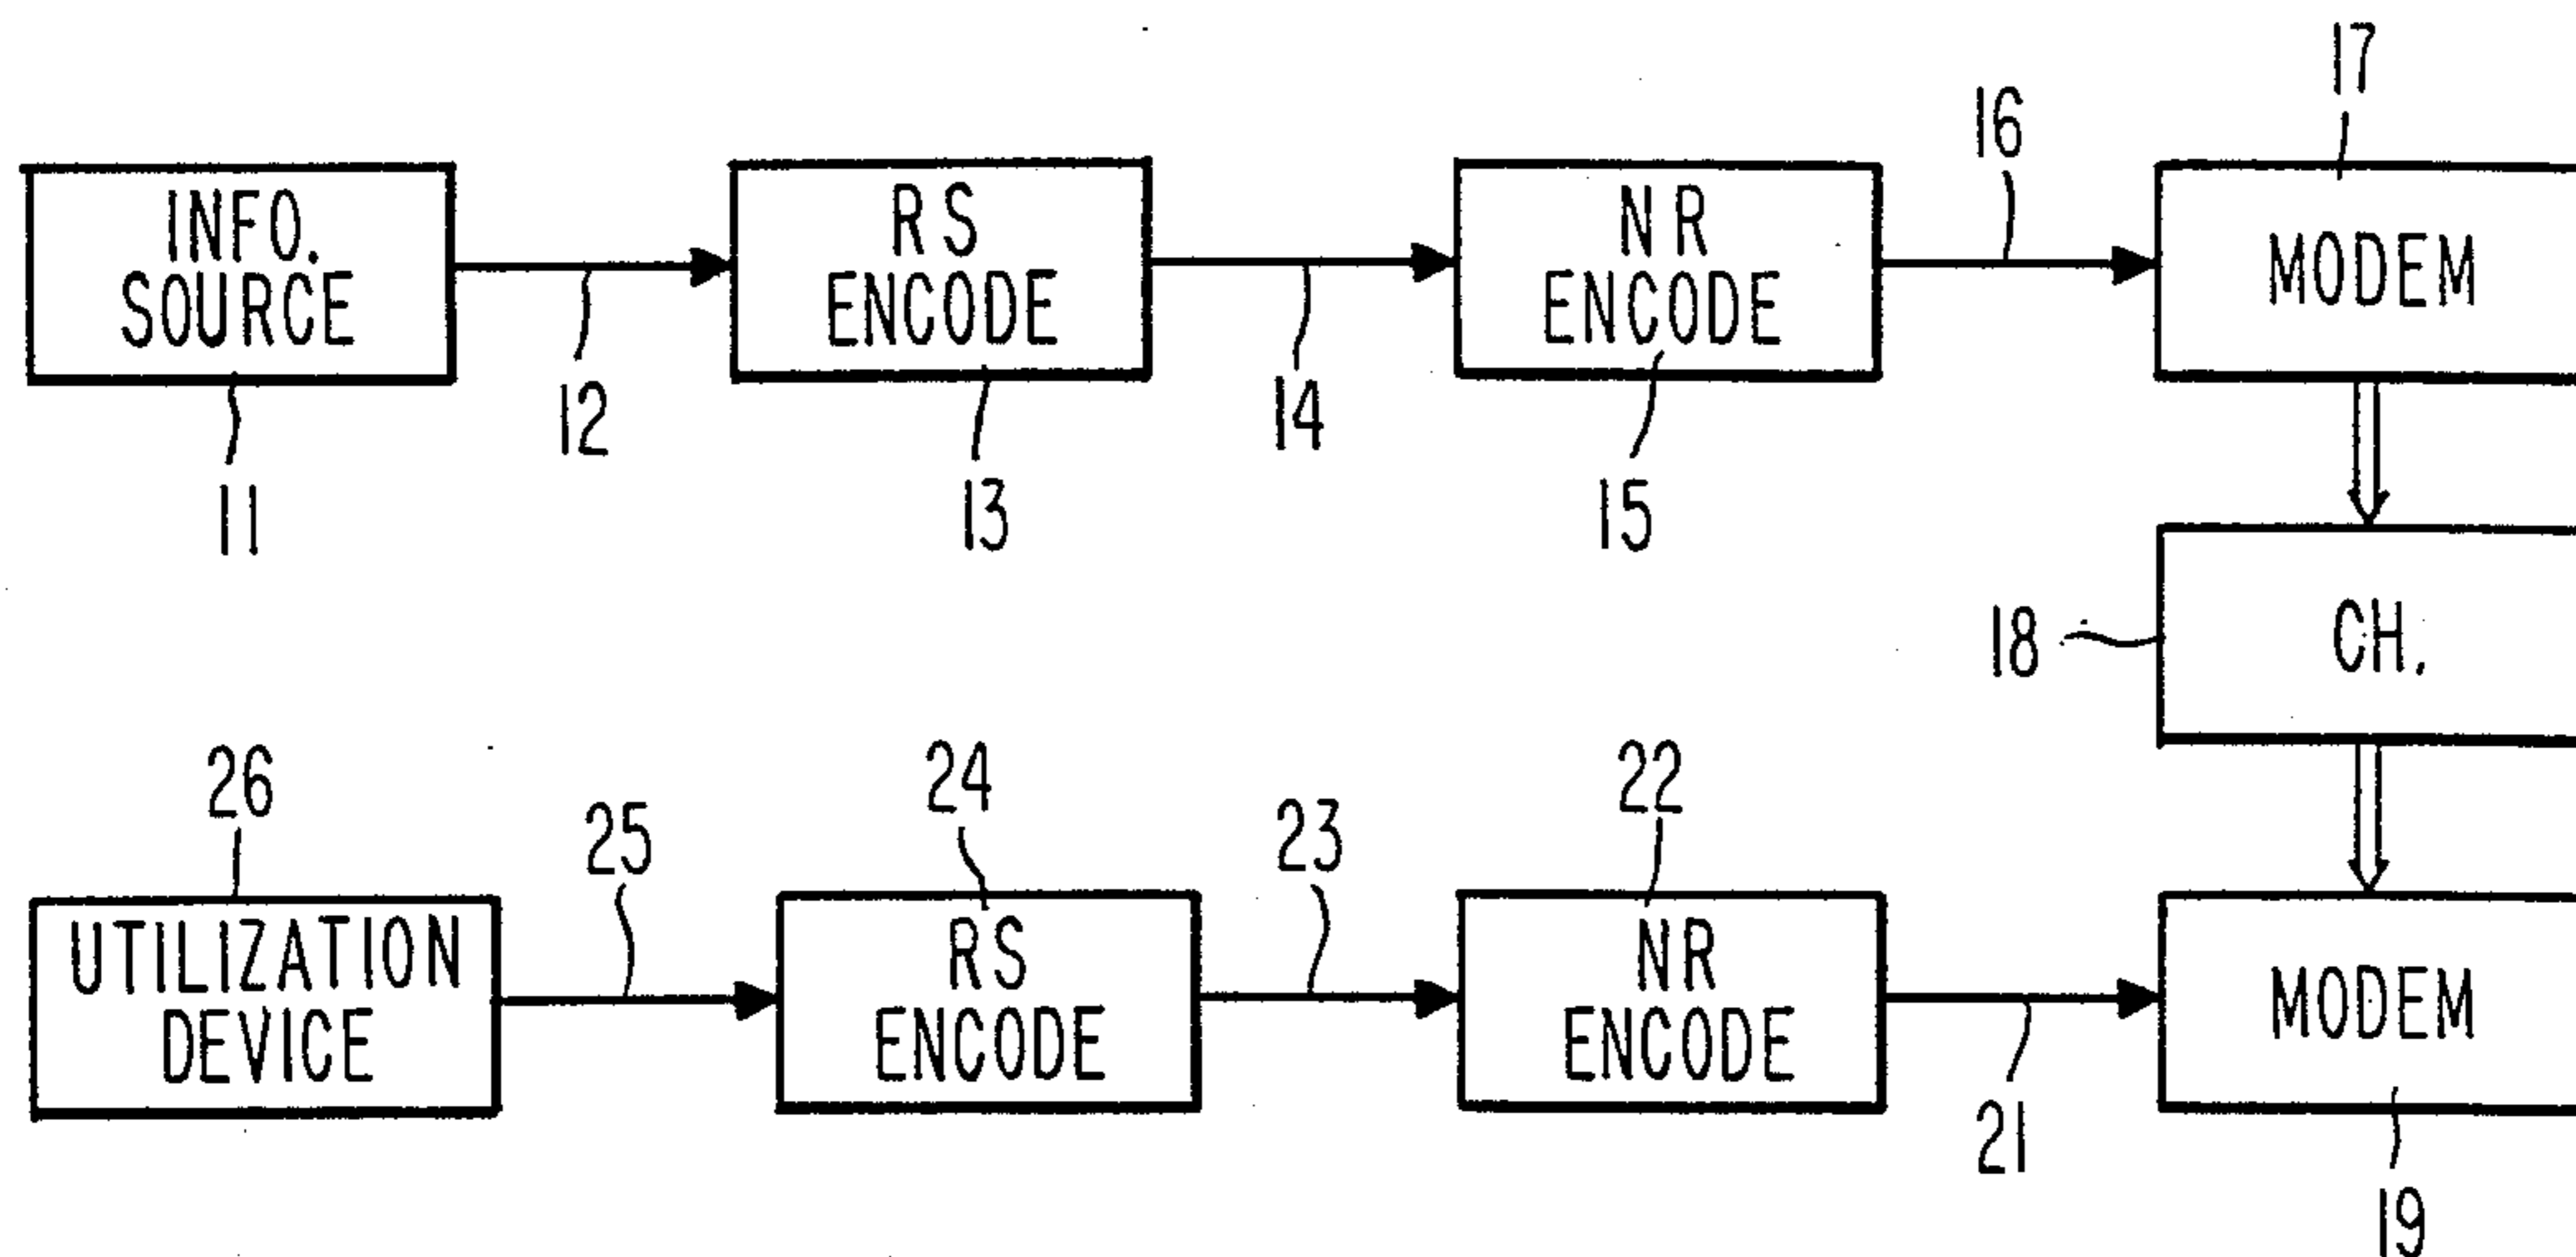 17
16
INFO.
SOURCE
RS
ENCODE
NR
ENCODE
MODEM
12
14
11
13
15
18
CH.
26
25
24
23
22
UTILIZATION
DEVICE
RS
ENCODE
NR
ENCODE
MODEM
21
19